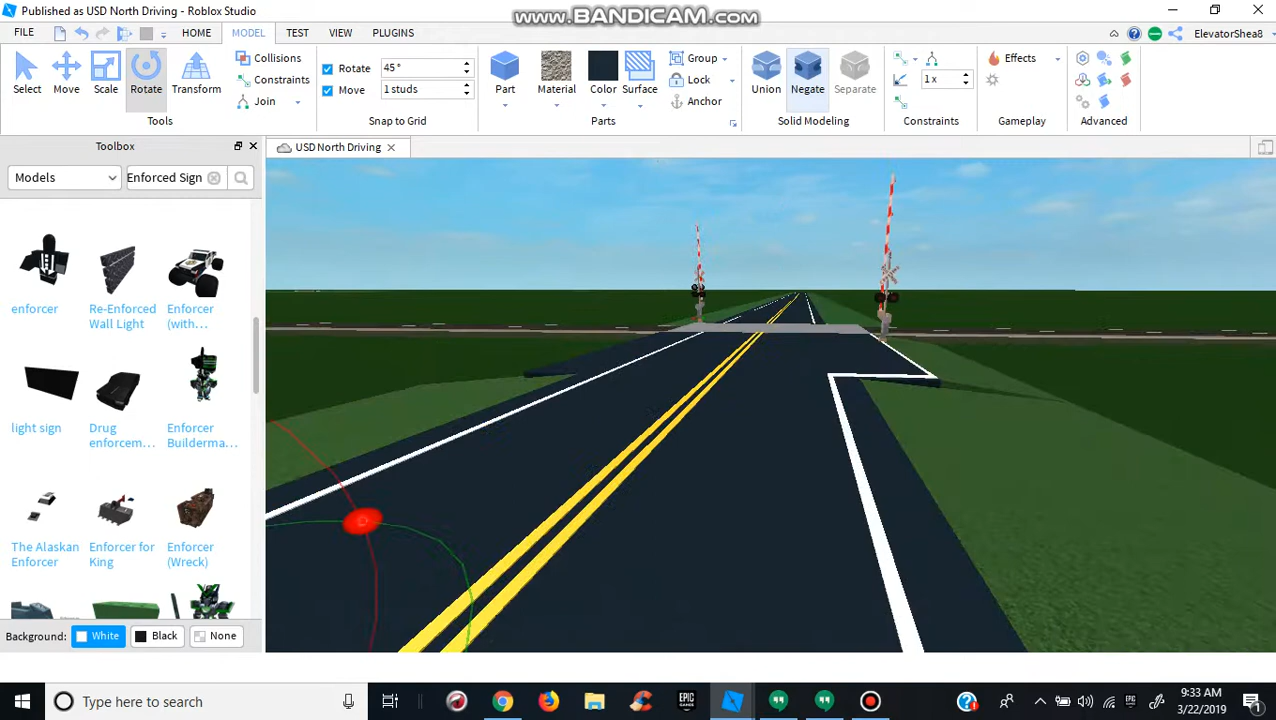 Published as USD North Driving - Roblox Studio
www.BANDICAM.com
FILE HOME MODEL TEST VIEW PLUGINS ElevatorShea8
Select Move Scale Rotate Transform
Collisions
Constraints
Join
Tools
Rotate 45°
Move 1 studs
Snap to Grid
Part Material Color Surface
Group
Lock
Anchor
Parts
Union Negate Separate
Solid Modeling
1 x
Constraints
Effects
Gameplay
Advanced
Toolbox
USD North Driving
Models Enforced Sign
enforcer
Re-Enforced
Wall Light
Enforcer
(with...
light sign
Drug
enforcem...
Enforcer
Builderma...
The Alaskan
Enforcer
Enforcer for
King
Enforcer
(Wreck)
Background: White Black None
Type here to search
EPIC
GAMES
9:33 AM
3/22/2019